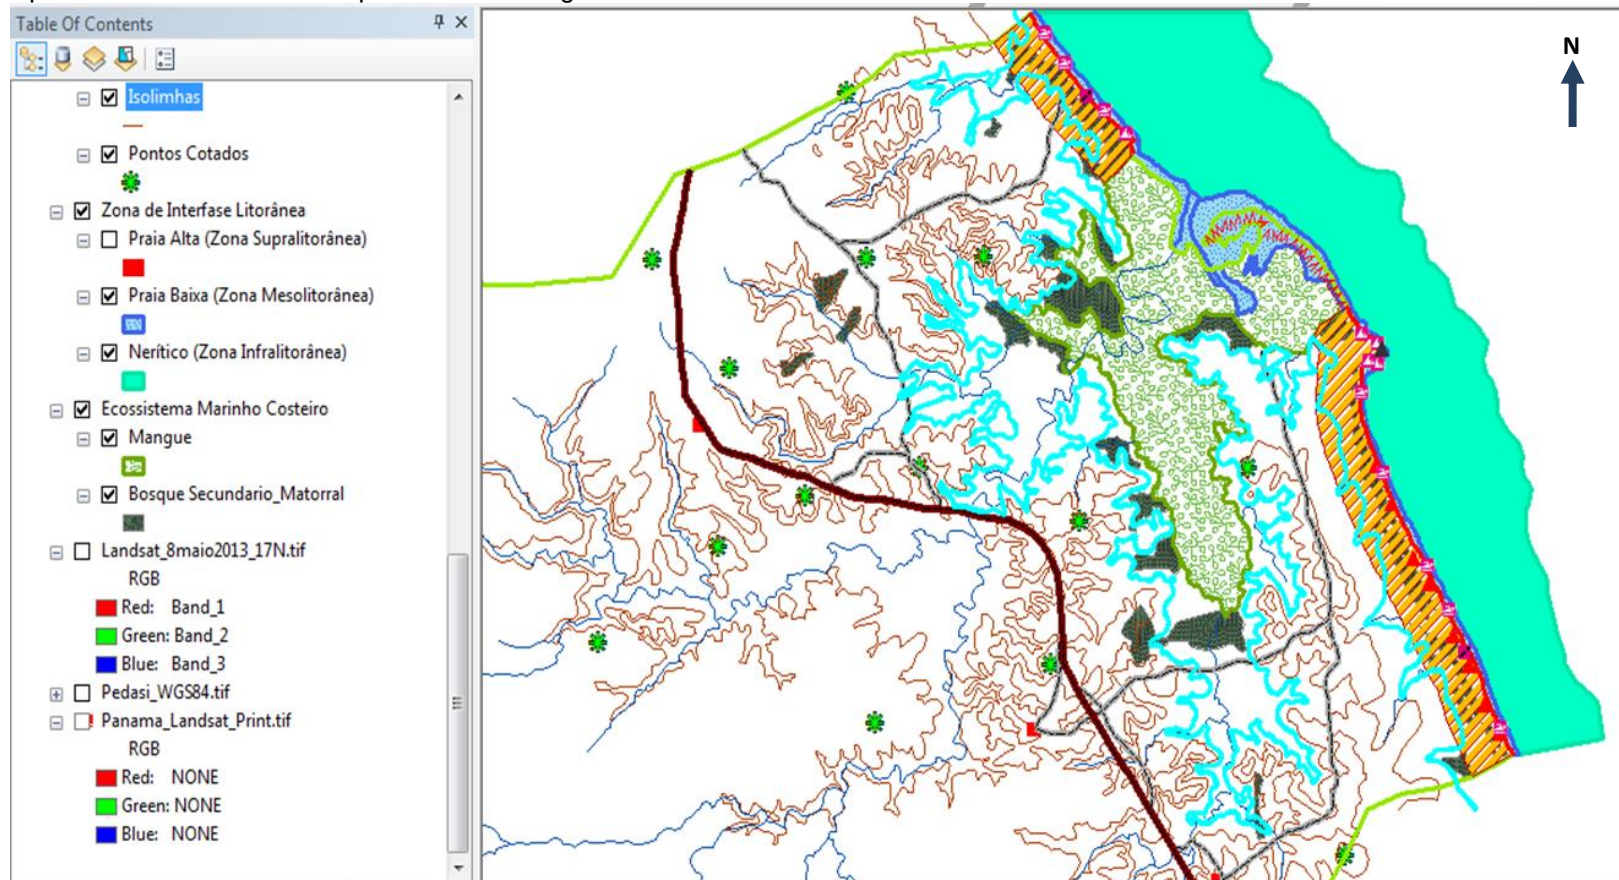 Table Of Contents
Isolimhas
Pontos Cotados
Zona de Interfase Litorânea
Praia Alta (Zona Supralitorânea)
Praia Baixa (Zona Mesolitorânea)
Nerítico (Zona Infralitorânea)
Ecossistema Marinho Costeiro
Mangue
Bosque Secundario_Matorral
Landsat_8maio2013_17N.tif
RGB
Red: Band_1
Green: Band_2
Blue: Band_3
Pedasi_WGS84.tif
Panama_Landsat_Print.tif
RGB
Red: NONE
Green: NONE
Blue: NONE
N